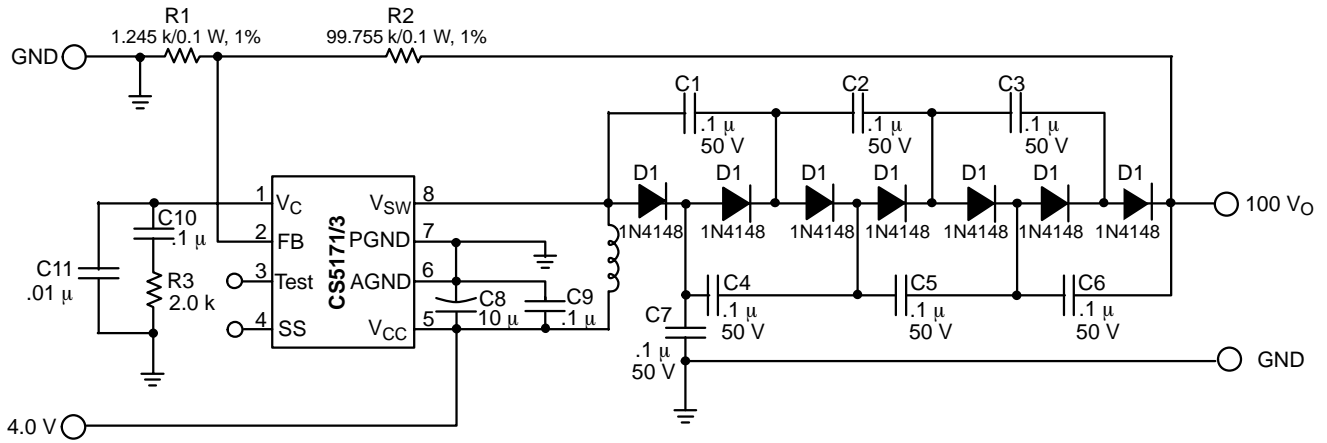 R1
1.245 k/0.1 W, 1%
R2
99.755 k/0.1 W, 1%
GND
C1
.1 μ
50 V
C2
.1 μ
50 V
C3
.1 μ
50 V
D1
D1
D1
D1
D1
D1
D1
1N4148
1N4148
1N4148
1N4148
1N4148
1N4148
1N4148
100 VO
1
VC
2
FB
3
Test
4
SS
CS5171/3
VSW
8
PGND
7
AGND
6
VCC
5
C10
.1 μ
C11
.01 μ
R3
2.0 k
C8
10 μ
C9
.1 μ
C4
.1 μ
50 V
C5
.1 μ
50 V
C6
.1 μ
50 V
C7
.1 μ
50 V
GND
4.0 V